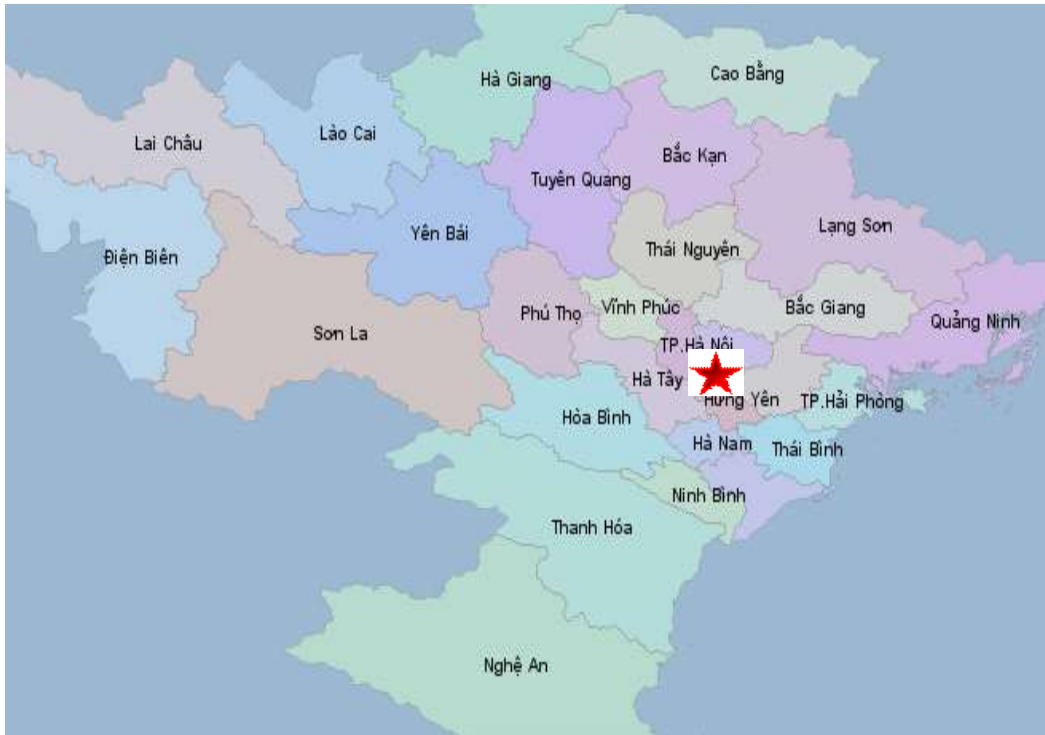 Hà Giang
Cao Bằng
Lai Châu
Lào Cai
Bắc Kạn
Tuyên Quang
Yên Bái
Lạng Sơn
Thái Nguyên
Điện Biên
Phú Thọ
Vĩnh Phúc
Bắc Giang
Quảng Ninh
Sơn La
TP.Hà Nội
Hà Tây
Hưng Yên
TP.Hải Phòng
Hòa Bình
Hà Nam
Thái Bình
Ninh Bình
Thanh Hóa
Nghệ An